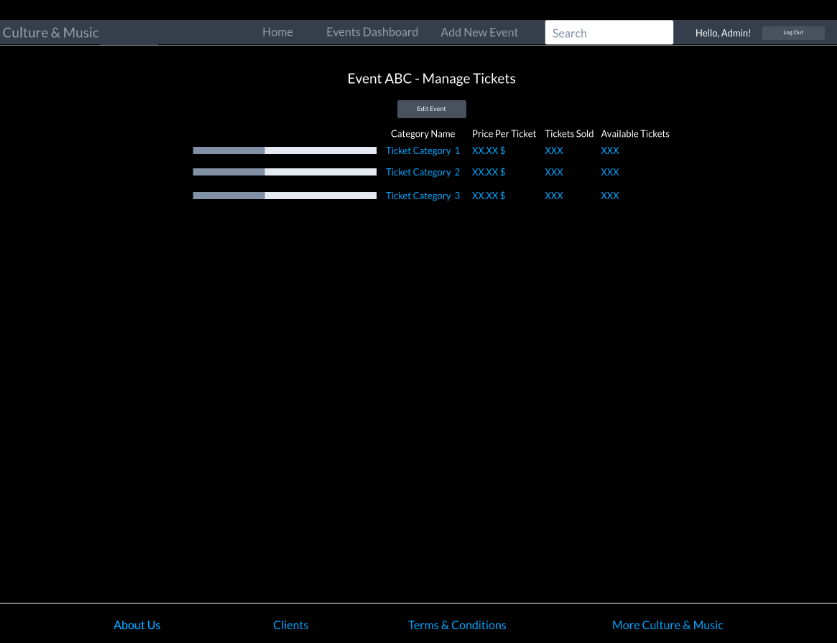 Culture & Music Home Events Dashboard Add New Event Search Hello, Admin! Log Out
Event ABC - Manage Tickets
Edit Event
Category Name Price Per Ticket Tickets Sold Available Tickets
Ticket Category 1 XX.XX $ XXX XXX
Ticket Category 2 XX.XX $ XXX XXX
Ticket Category 3 XX.XX $ XXX XXX
About Us Clients Terms & Conditions More Culture & Music